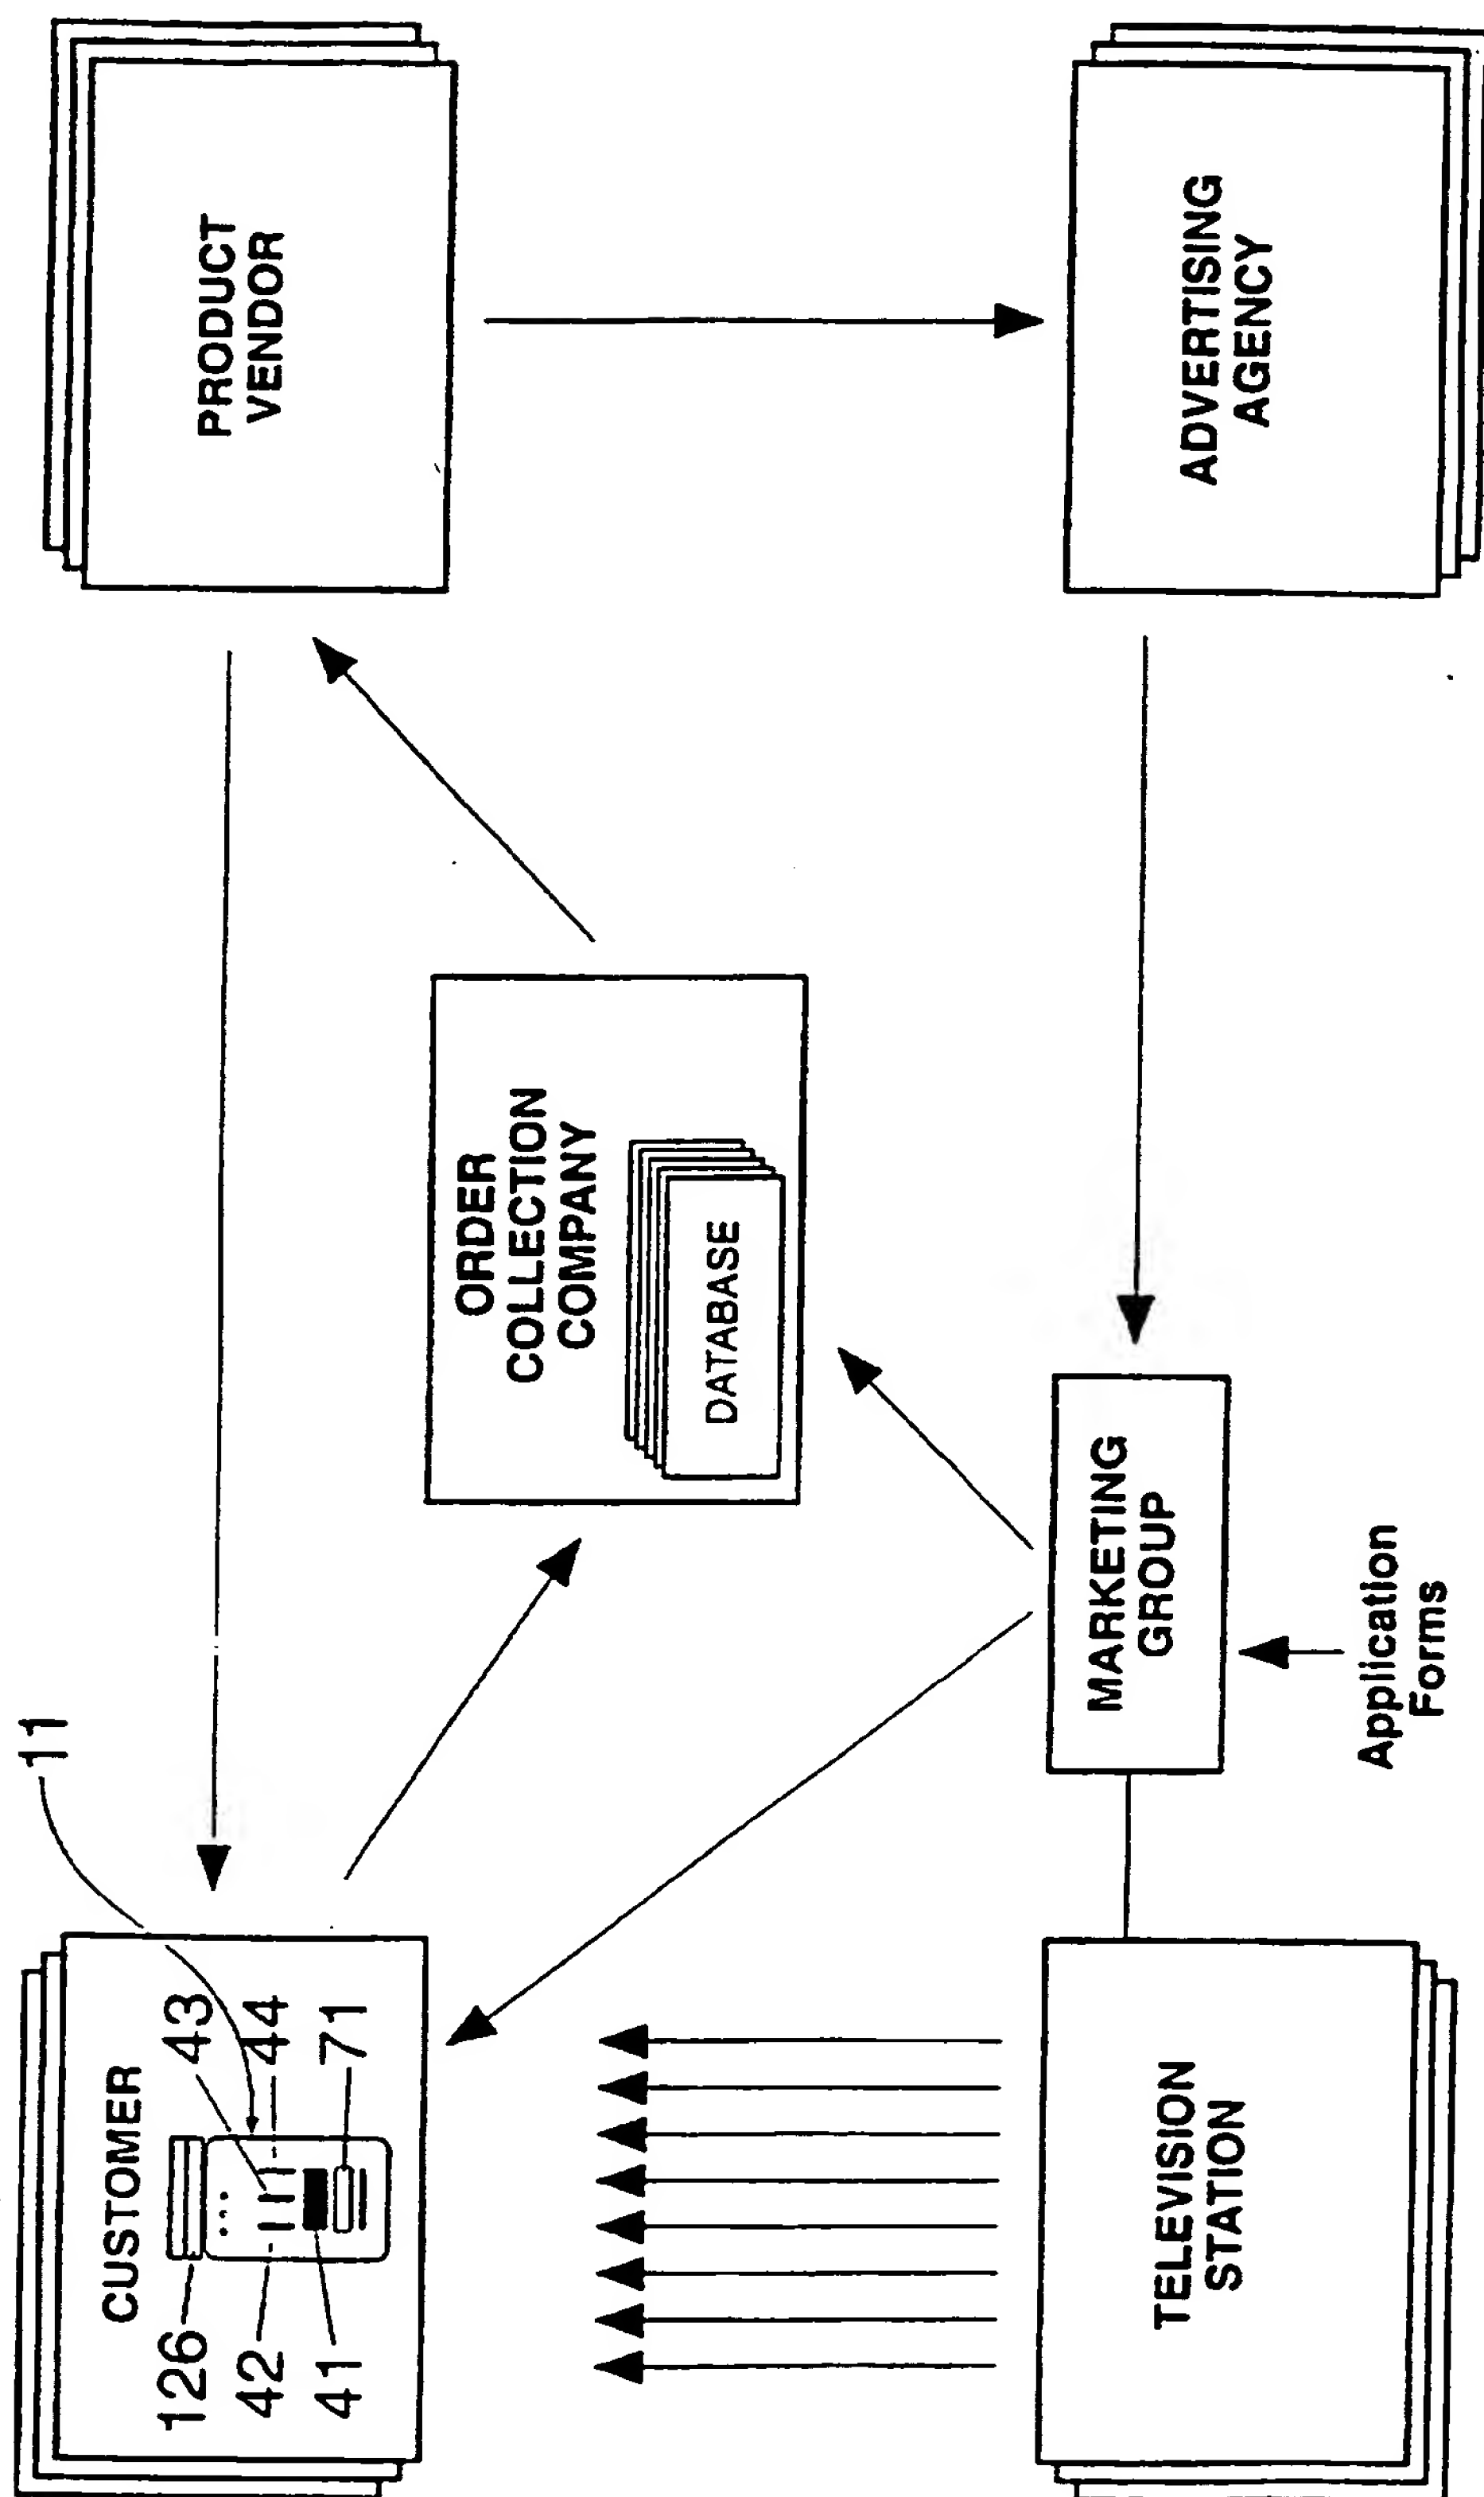 CUSTOMER
126
42
41
43
44
71
11
PRODUCT
VENDOR
ORDER
COLLECTION
COMPANY
DATABASE
TELEVISION
STATION
MARKETING
GROUP
Application
Forms
ADVERTISING
AGENCY